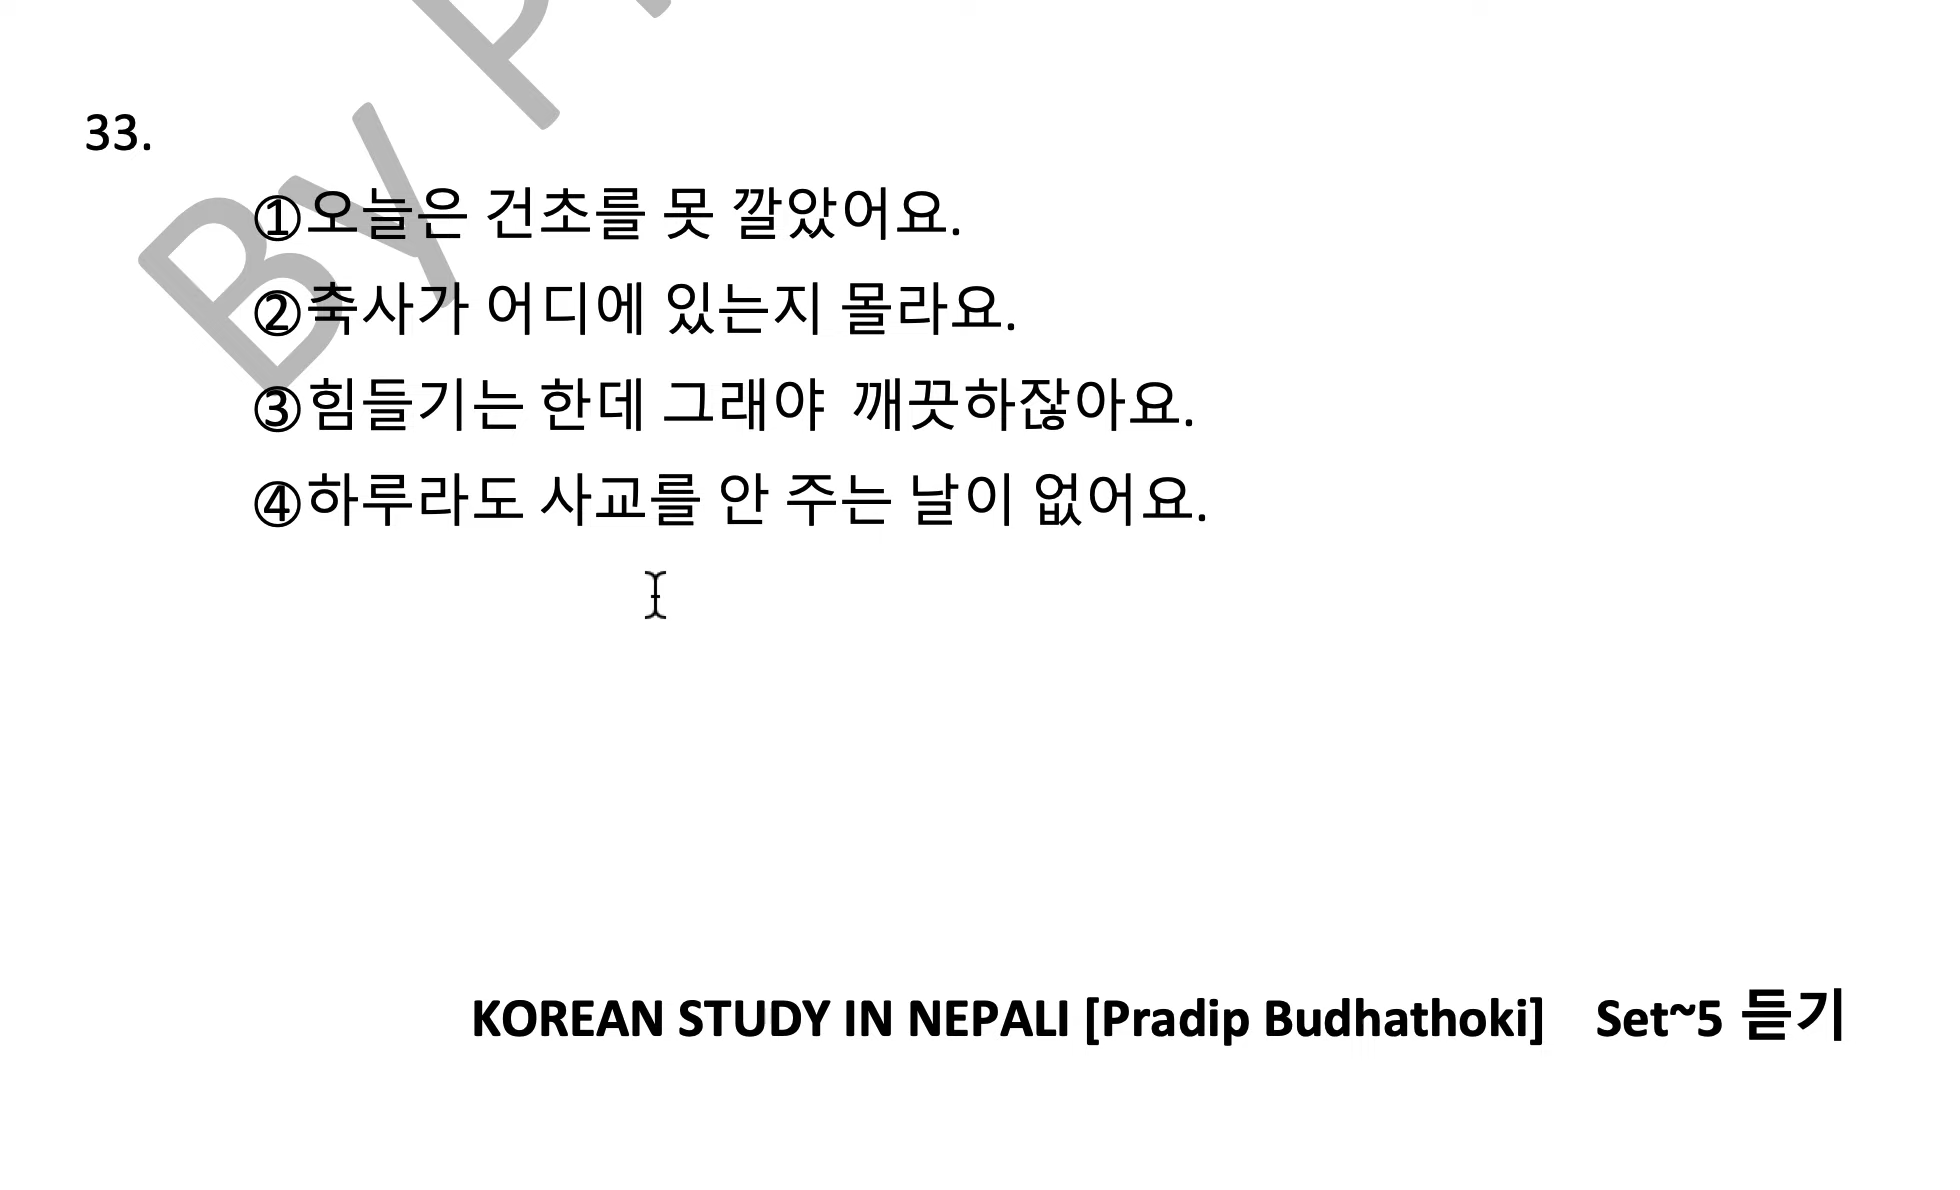 By P
33.
①오늘은 건초를 못 깔았어요.
②축사가 어디에 있는지 몰라요.
③힘들기는 한데 그래야 깨끗하잖아요.
④하루라도 사교를 안 주는 날이 없어요.
KOREAN STUDY IN NEPALI [Pradip Budhathoki] Set~5 듣기